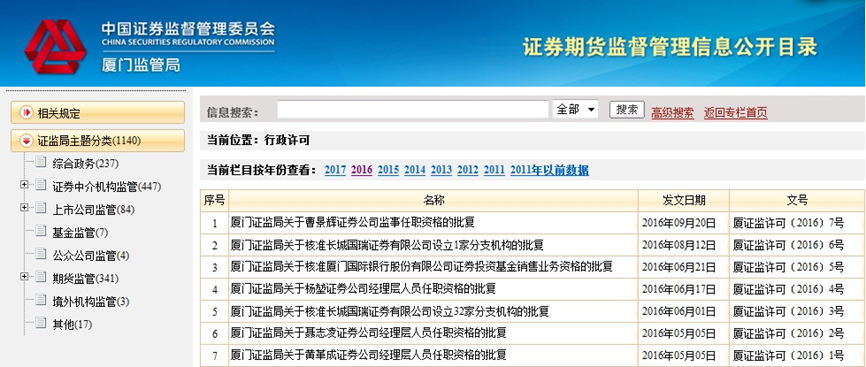 中国证券监督管理委员会
CHINA SECURITIES REGULATORY COMMISSION
厦门监管局
证券期货监督管理信息公开目录
相关规定
证监局主题分类(1140)
综合政务(237)
证券中介机构监管(447)
上市公司监管(84)
基金监管(7)
公众公司监管(4)
期货监管(341)
境外机构监管(3)
其他(17)
信息搜索: 全部 搜索 高级搜索 返回专栏首页
当前位置: 行政许可
当前栏目按年份查看: 2017 2016 2015 2014 2013 2012 2011 2011年以前数据
序号 名称 发文日期 文号
1 厦门证监局关于曹景辉证券公司监事任职资格的批复 2016年09月20日 厦证监许可（2016）7号
2 厦门证监局关于核准长城国瑞证券有限公司设立1家分支机构的批复 2016年08月12日 厦证监许可（2016）6号
3 厦门证监局关于核准厦门国际银行股份有限公司证券投资基金销售业务资格的批复 2016年06月21日 厦证监许可（2016）5号
4 厦门证监局关于杨堃证券公司经理层人员任职资格的批复 2016年06月17日 厦证监许可（2016）4号
5 厦门证监局关于核准长城国瑞证券有限公司设立32家分支机构的批复 2016年06月01日 厦证监许可（2016）3号
6 厦门证监局关于聂志凌证券公司经理层人员任职资格的批复 2016年05月05日 厦证监许可（2016）2号
7 厦门证监局关于黄革成证券公司经理层人员任职资格的批复 2016年05月05日 厦证监许可（2016）1号